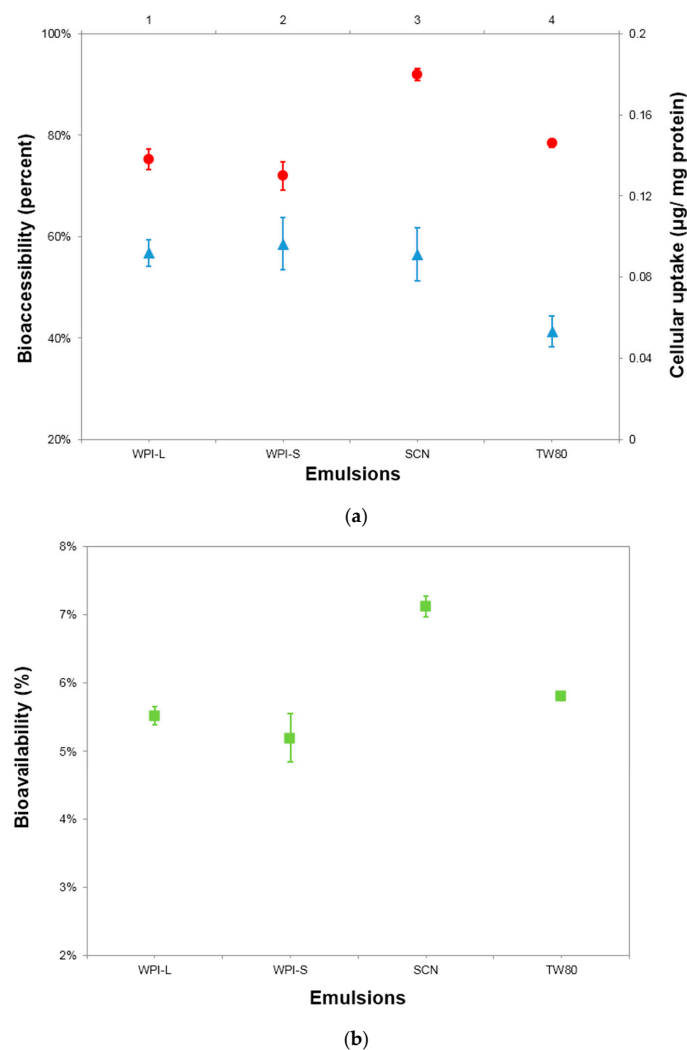 1 2 3 4
100% 0.2
80% 0.16
60% 0.12
40% 0.08
20% 0.04
0
Bioaccessibility (percent)
Cellular uptake (µg/ mg protein)
WPI-L WPI-S SCN TW80
Emulsions
(a)
8%
7%
6%
5%
4%
3%
2%
Bioavailability (%)
WPI-L WPI-S SCN TW80
Emulsions
(b)